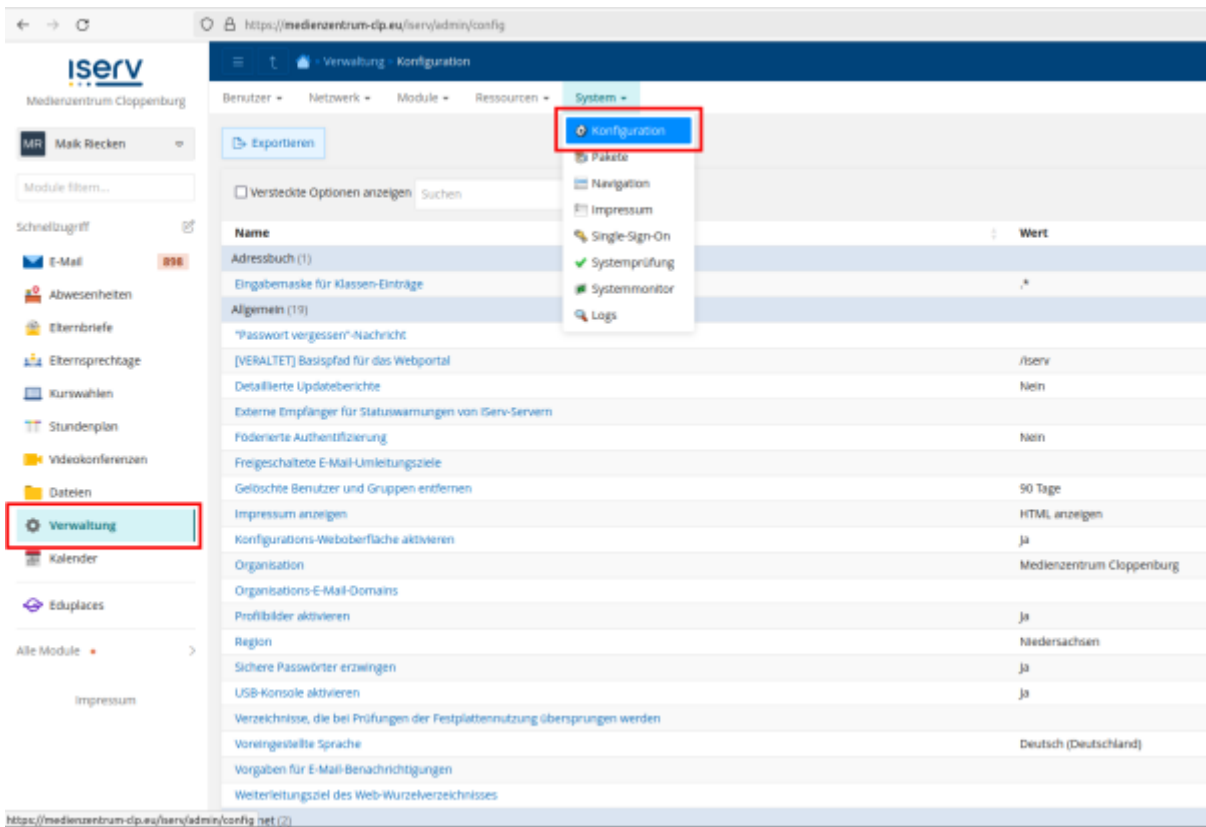 https://medienzentrum-clp.eu/iserv/admin/config
ISERV
Medienzentrum Cloppenburg
MR Maik Riecken
Module filtern...
Schnellzugriff
E-Mail 898
Abwesenheiten
Elternbriefe
Elternsprechtage
Kurswahlen
Stundenplan
Videokonferenzen
Dateien
Verwaltung
Kalender
Eduplaces
Alle Module
Impressum
Verwaltung Konfiguration
Benutzer Netzwerk Module Ressourcen System
Konfiguration
Pakete
Navigation
Impressum
Single-Sign-On
Systemprüfung
Systemmonitor
Logs
Exportieren
Versteckte Optionen anzeigen Suchen
Name Wert
Adressbuch (1)
Eingabemaske für Klassen-Einträge .*
Allgemein (19)
"Passwort vergessen"-Nachricht
[VERALTET] Basispfad für das Webportal /iserv
Detaillierte Updateberichte Nein
Externe Empfänger für Statuswarnungen von IServ-Servern
Föderierte Authentifizierung Nein
Freigeschaltete E-Mail-Umleitungsziele
Gelöschte Benutzer und Gruppen entfernen 90 Tage
Impressum anzeigen HTML anzeigen
Konfigurations-Weboberfläche aktivieren Ja
Organisation Medienzentrum Cloppenburg
Organisations-E-Mail-Domains
Profilbilder aktivieren Ja
Region Niedersachsen
Sichere Passwörter erzwingen Ja
USB-Konsole aktivieren Ja
Verzeichnisse, die bei Prüfungen der Festplattennutzung übersprungen werden
Voreingestellte Sprache Deutsch (Deutschland)
Vorgaben für E-Mail-Benachrichtigungen
Weiterleitungsziel des Web-Wurzelverzeichnisses
https://medienzentrum-clp.eu/iserv/admin/config net (2)